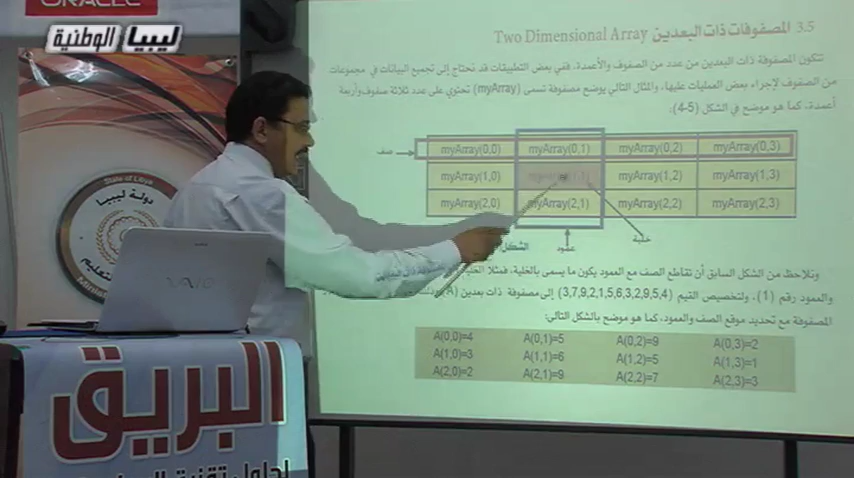 ORACLE
ليبيا الوطنية
3.5 المصفوفات ذات البعدين Two Dimensional Array
تتكون المصفوفة ذات البعدين من عدد من الصفوف والأعمدة، ففي بعض التطبيقات قد نحتاج إلى تجميع البيانات في مجموعات
من الصفوف لإجراء بعض العمليات عليها، والمثال التالي يوضح مصفوفة تسمى (myArray) تحتوي على عدد ثلاثة صفوف وأربعة
أعمدة، كما هو موضح في الشكل (5-4).
صف
myArray(0,0) myArray(0,1) myArray(0,2) myArray(0,3)
myArray(1,0) myArray(1,2) myArray(1,3)
myArray(2,0) myArray(2,1) myArray(2,2) myArray(2,3)
الشكل عمود خلية
ونلاحظ من الشكل السابق أن تقاطع الصف مع العمود يكون ما يسمى بالخلية، فمثلا
والعمود رقم (1)، ولتخصيص القيم (3,7,9,2,1,5,6,3,2,9,5,4) إلى مصفوفة ذات بعدين (A)
المصفوفة مع تحديد موقع الصف والعمود، كما هو موضح بالشكل التالي:
A(0,0)=4 A(0,1)=5 A(0,2)=9 A(0,3)=2
A(1,0)=3 A(1,1)=6 A(1,2)=5 A(1,3)=1
A(2,0)=2 A(2,1)=9 A(2,2)=7 A(2,3)=3
State of Libya
دولة ليبيا
VAIO
البريق
لحلول تقنية